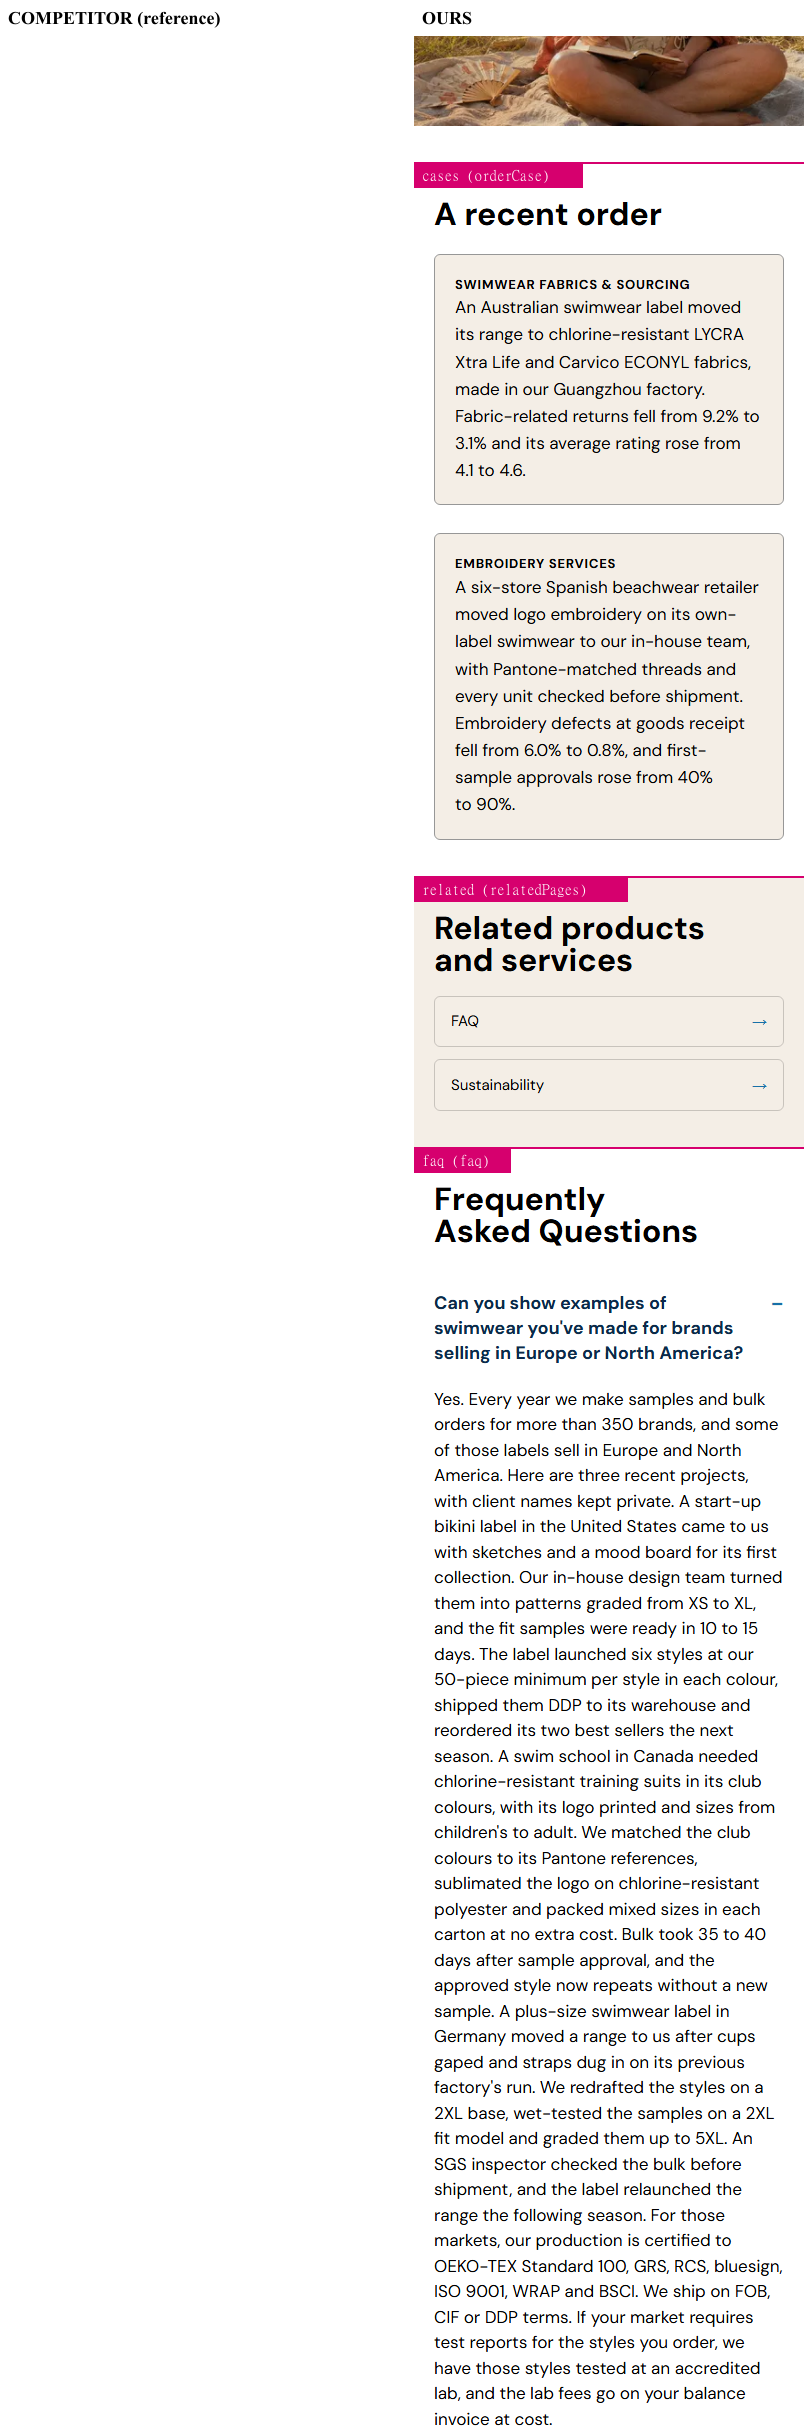 COMPETITOR (reference)
OURS
cases (orderCase)
A recent order
SWIMWEAR FABRICS & SOURCING
An Australian swimwear label moved
its range to chlorine-resistant LYCRA
Xtra Life and Carvico ECONYL fabrics,
made in our Guangzhou factory.
Fabric-related returns fell from 9.2% to
3.1% and its average rating rose from
4.1 to 4.6.
EMBROIDERY SERVICES
A six-store Spanish beachwear retailer
moved logo embroidery on its own-
label swimwear to our in-house team,
with Pantone-matched threads and
every unit checked before shipment.
Embroidery defects at goods receipt
fell from 6.0% to 0.8%, and first-
sample approvals rose from 40%
to 90%.
related (relatedPages)
Related products
and services
FAQ →
Sustainability →
faq (faq)
Frequently
Asked Questions
Can you show examples of –
swimwear you've made for brands
selling in Europe or North America?
Yes. Every year we make samples and bulk
orders for more than 350 brands, and some
of those labels sell in Europe and North
America. Here are three recent projects,
with client names kept private. A start-up
bikini label in the United States came to us
with sketches and a mood board for its first
collection. Our in-house design team turned
them into patterns graded from XS to XL,
and the fit samples were ready in 10 to 15
days. The label launched six styles at our
50-piece minimum per style in each colour,
shipped them DDP to its warehouse and
reordered its two best sellers the next
season. A swim school in Canada needed
chlorine-resistant training suits in its club
colours, with its logo printed and sizes from
children's to adult. We matched the club
colours to its Pantone references,
sublimated the logo on chlorine-resistant
polyester and packed mixed sizes in each
carton at no extra cost. Bulk took 35 to 40
days after sample approval, and the
approved style now repeats without a new
sample. A plus-size swimwear label in
Germany moved a range to us after cups
gaped and straps dug in on its previous
factory's run. We redrafted the styles on a
2XL base, wet-tested the samples on a 2XL
fit model and graded them up to 5XL. An
SGS inspector checked the bulk before
shipment, and the label relaunched the
range the following season. For those
markets, our production is certified to
OEKO-TEX Standard 100, GRS, RCS, bluesign,
ISO 9001, WRAP and BSCI. We ship on FOB,
CIF or DDP terms. If your market requires
test reports for the styles you order, we
have those styles tested at an accredited
lab, and the lab fees go on your balance
invoice at cost.